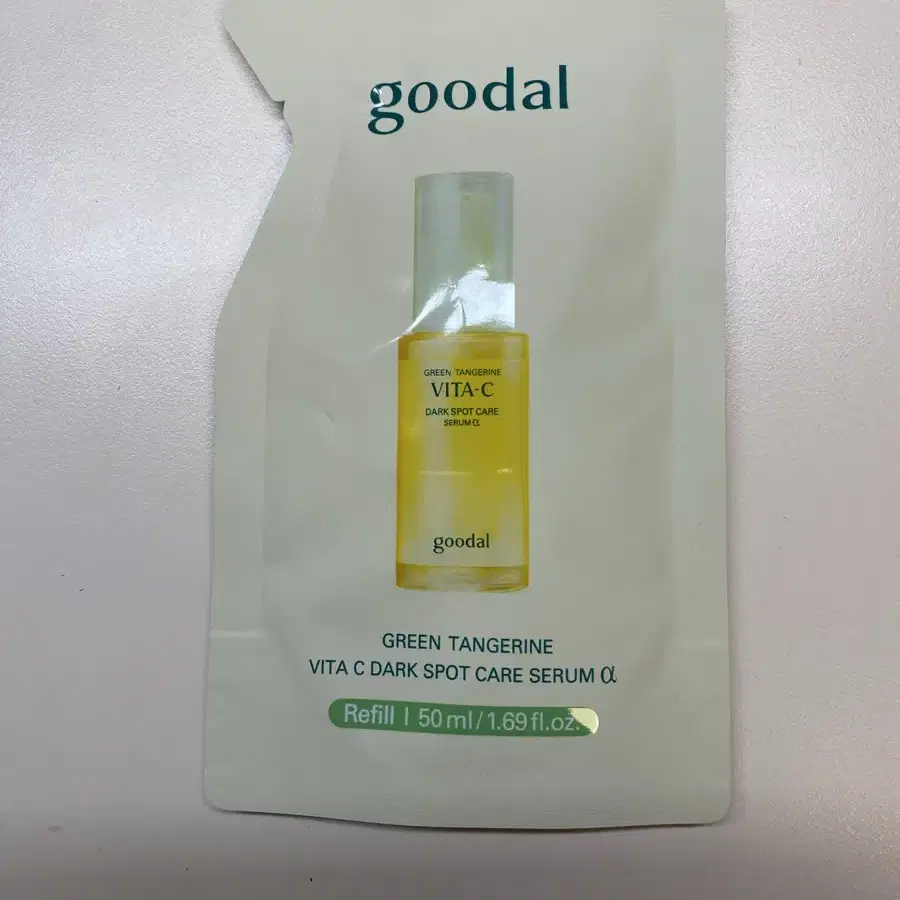 goodal
GREEN TANGERINE
VITA-C
DARK SPOT CARE
SERUM α
goodal
GREEN TANGERINE
VITA C DARK SPOT CARE SERUM α
Refill | 50 ml/1.69 fl.oz.